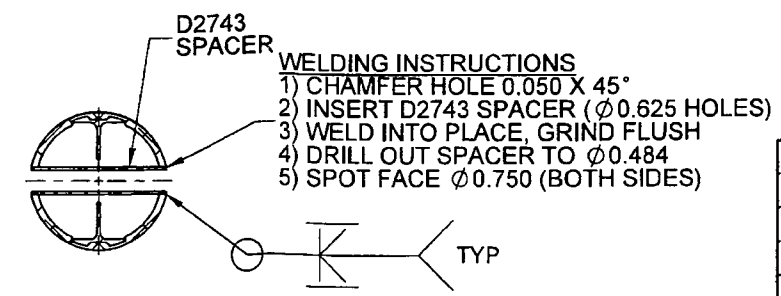 D2743
SPACER
WELDING INSTRUCTIONS
1) CHAMFER HOLE 0.050 X 45°
2) INSERT D2743 SPACER (∅0.625 HOLES)
3) WELD INTO PLACE, GRIND FLUSH
4) DRILL OUT SPACER TO ∅0.484
5) SPOT FACE ∅0.750 (BOTH SIDES)
TYP